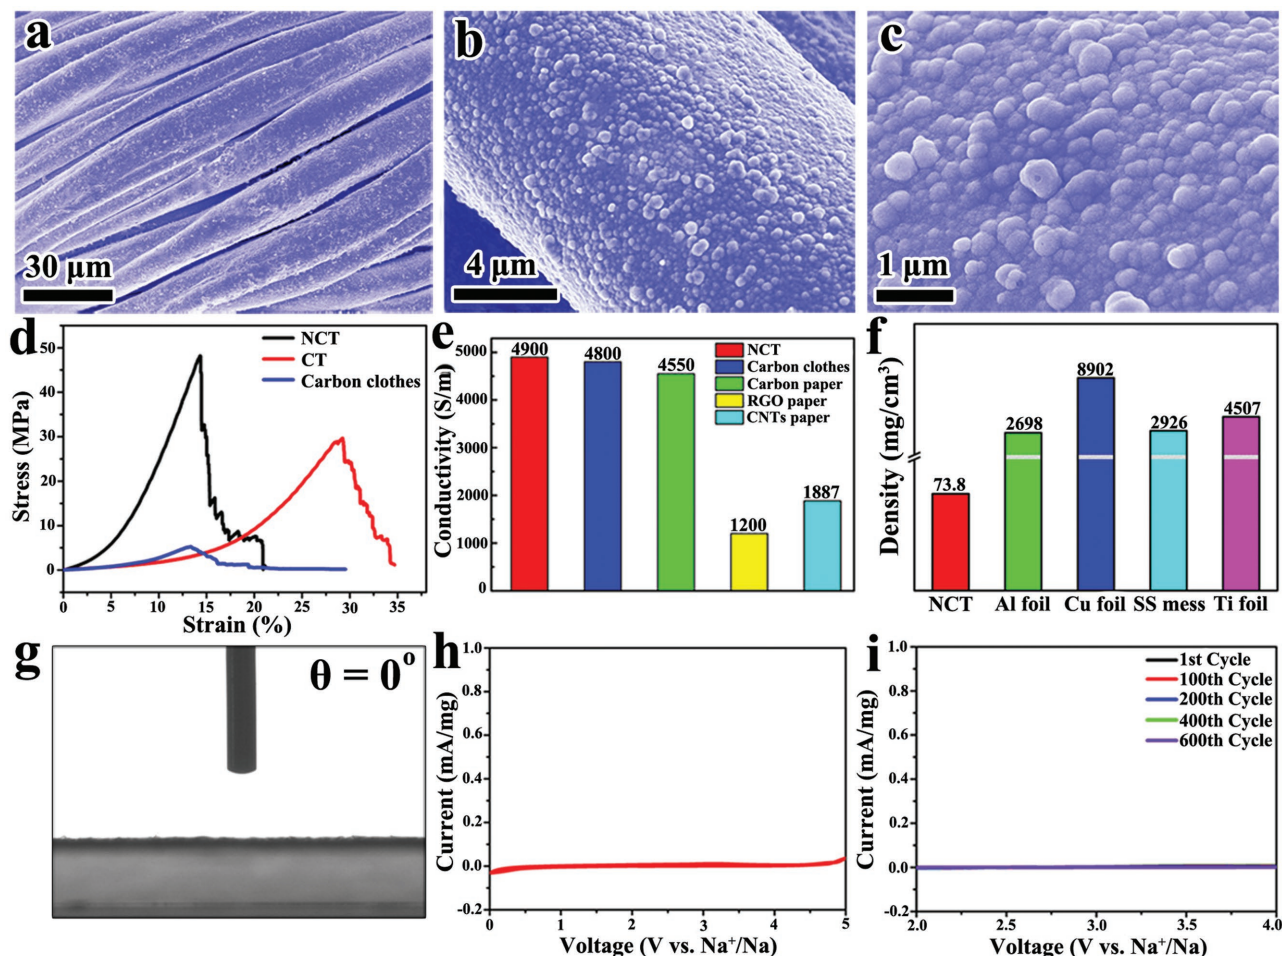 a
30 µm
b
4 µm
c
1 µm
d
NCT
CT
Carbon clothes
50
40
30
20
10
0
Stress (MPa)
0 5 10 15 20 25 30 35
Strain (%)
e
NCT
Carbon clothes
Carbon paper
RGO paper
CNTs paper
4900
4800
4550
1200
1887
5000
4000
3000
2000
1000
0
Conductivity (S/m)
f
73.8
2698
8902
2926
4507
Density (mg/cm³)
NCT Al foil Cu foil SS mess Ti foil
g
θ = 0°
h
1.0
0.8
0.6
0.4
0.2
0.0
-0.2
Current (mA/mg)
0 1 2 3 4 5
Voltage (V vs. Na⁺/Na)
i
1st Cycle
100th Cycle
200th Cycle
400th Cycle
600th Cycle
1.0
0.8
0.6
0.4
0.2
0.0
-0.2
Current (mA/mg)
2.0 2.5 3.0 3.5 4.0
Voltage (V vs. Na⁺/Na)